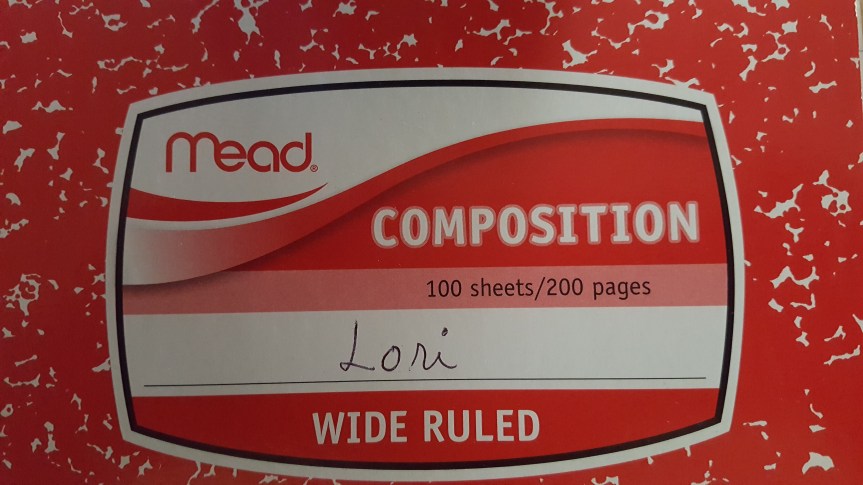 Mead®
COMPOSITION
100 sheets/200 pages
Lori
WIDE RULED